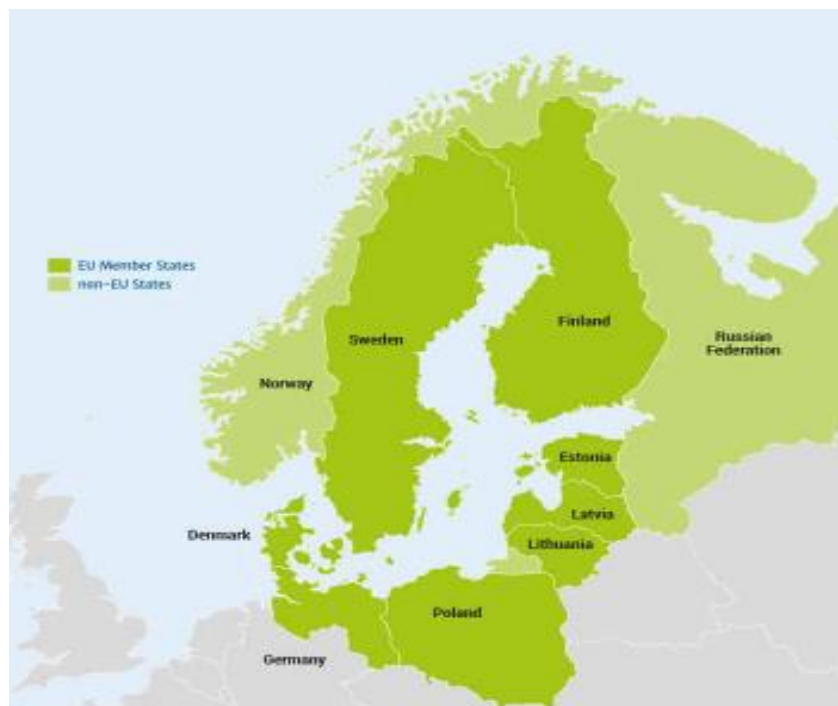 EU Member States
non-EU States
Finland
Sweden
Russian
Federation
Norway
Estonia
Latvia
Denmark
Lithuania
Poland
Germany